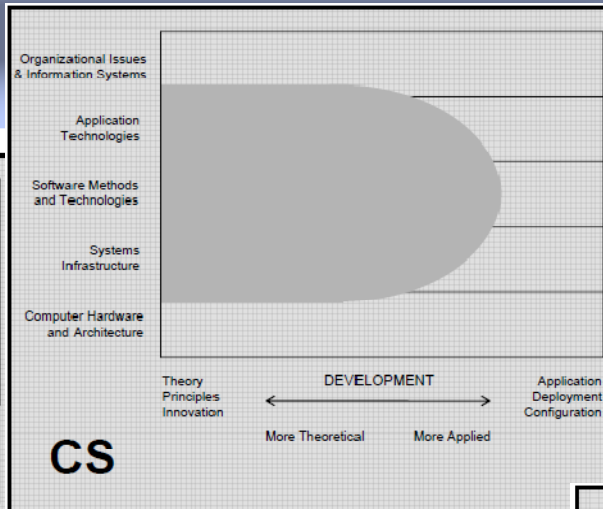 Organizational Issues
& Information Systems
Application
Technologies
Software Methods
and Technologies
Systems
Infrastructure
Computer Hardware
and Architecture
Theory
Principles
Innovation
DEVELOPMENT
More Theoretical
More Applied
Application
Deployment
Configuration
CS